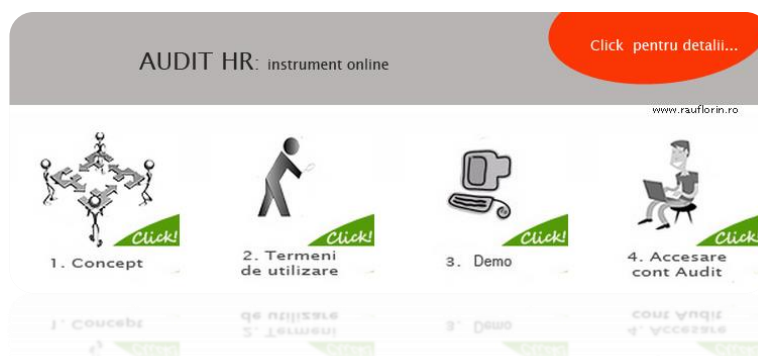 AUDIT HR: instrument online
Click pentru detalii...
www.rauflorin.ro
Click!
Click!
Click!
Click!
1. Concept
2. Termeni
de utilizare
3. Demo
4. Accesare
cont Audit